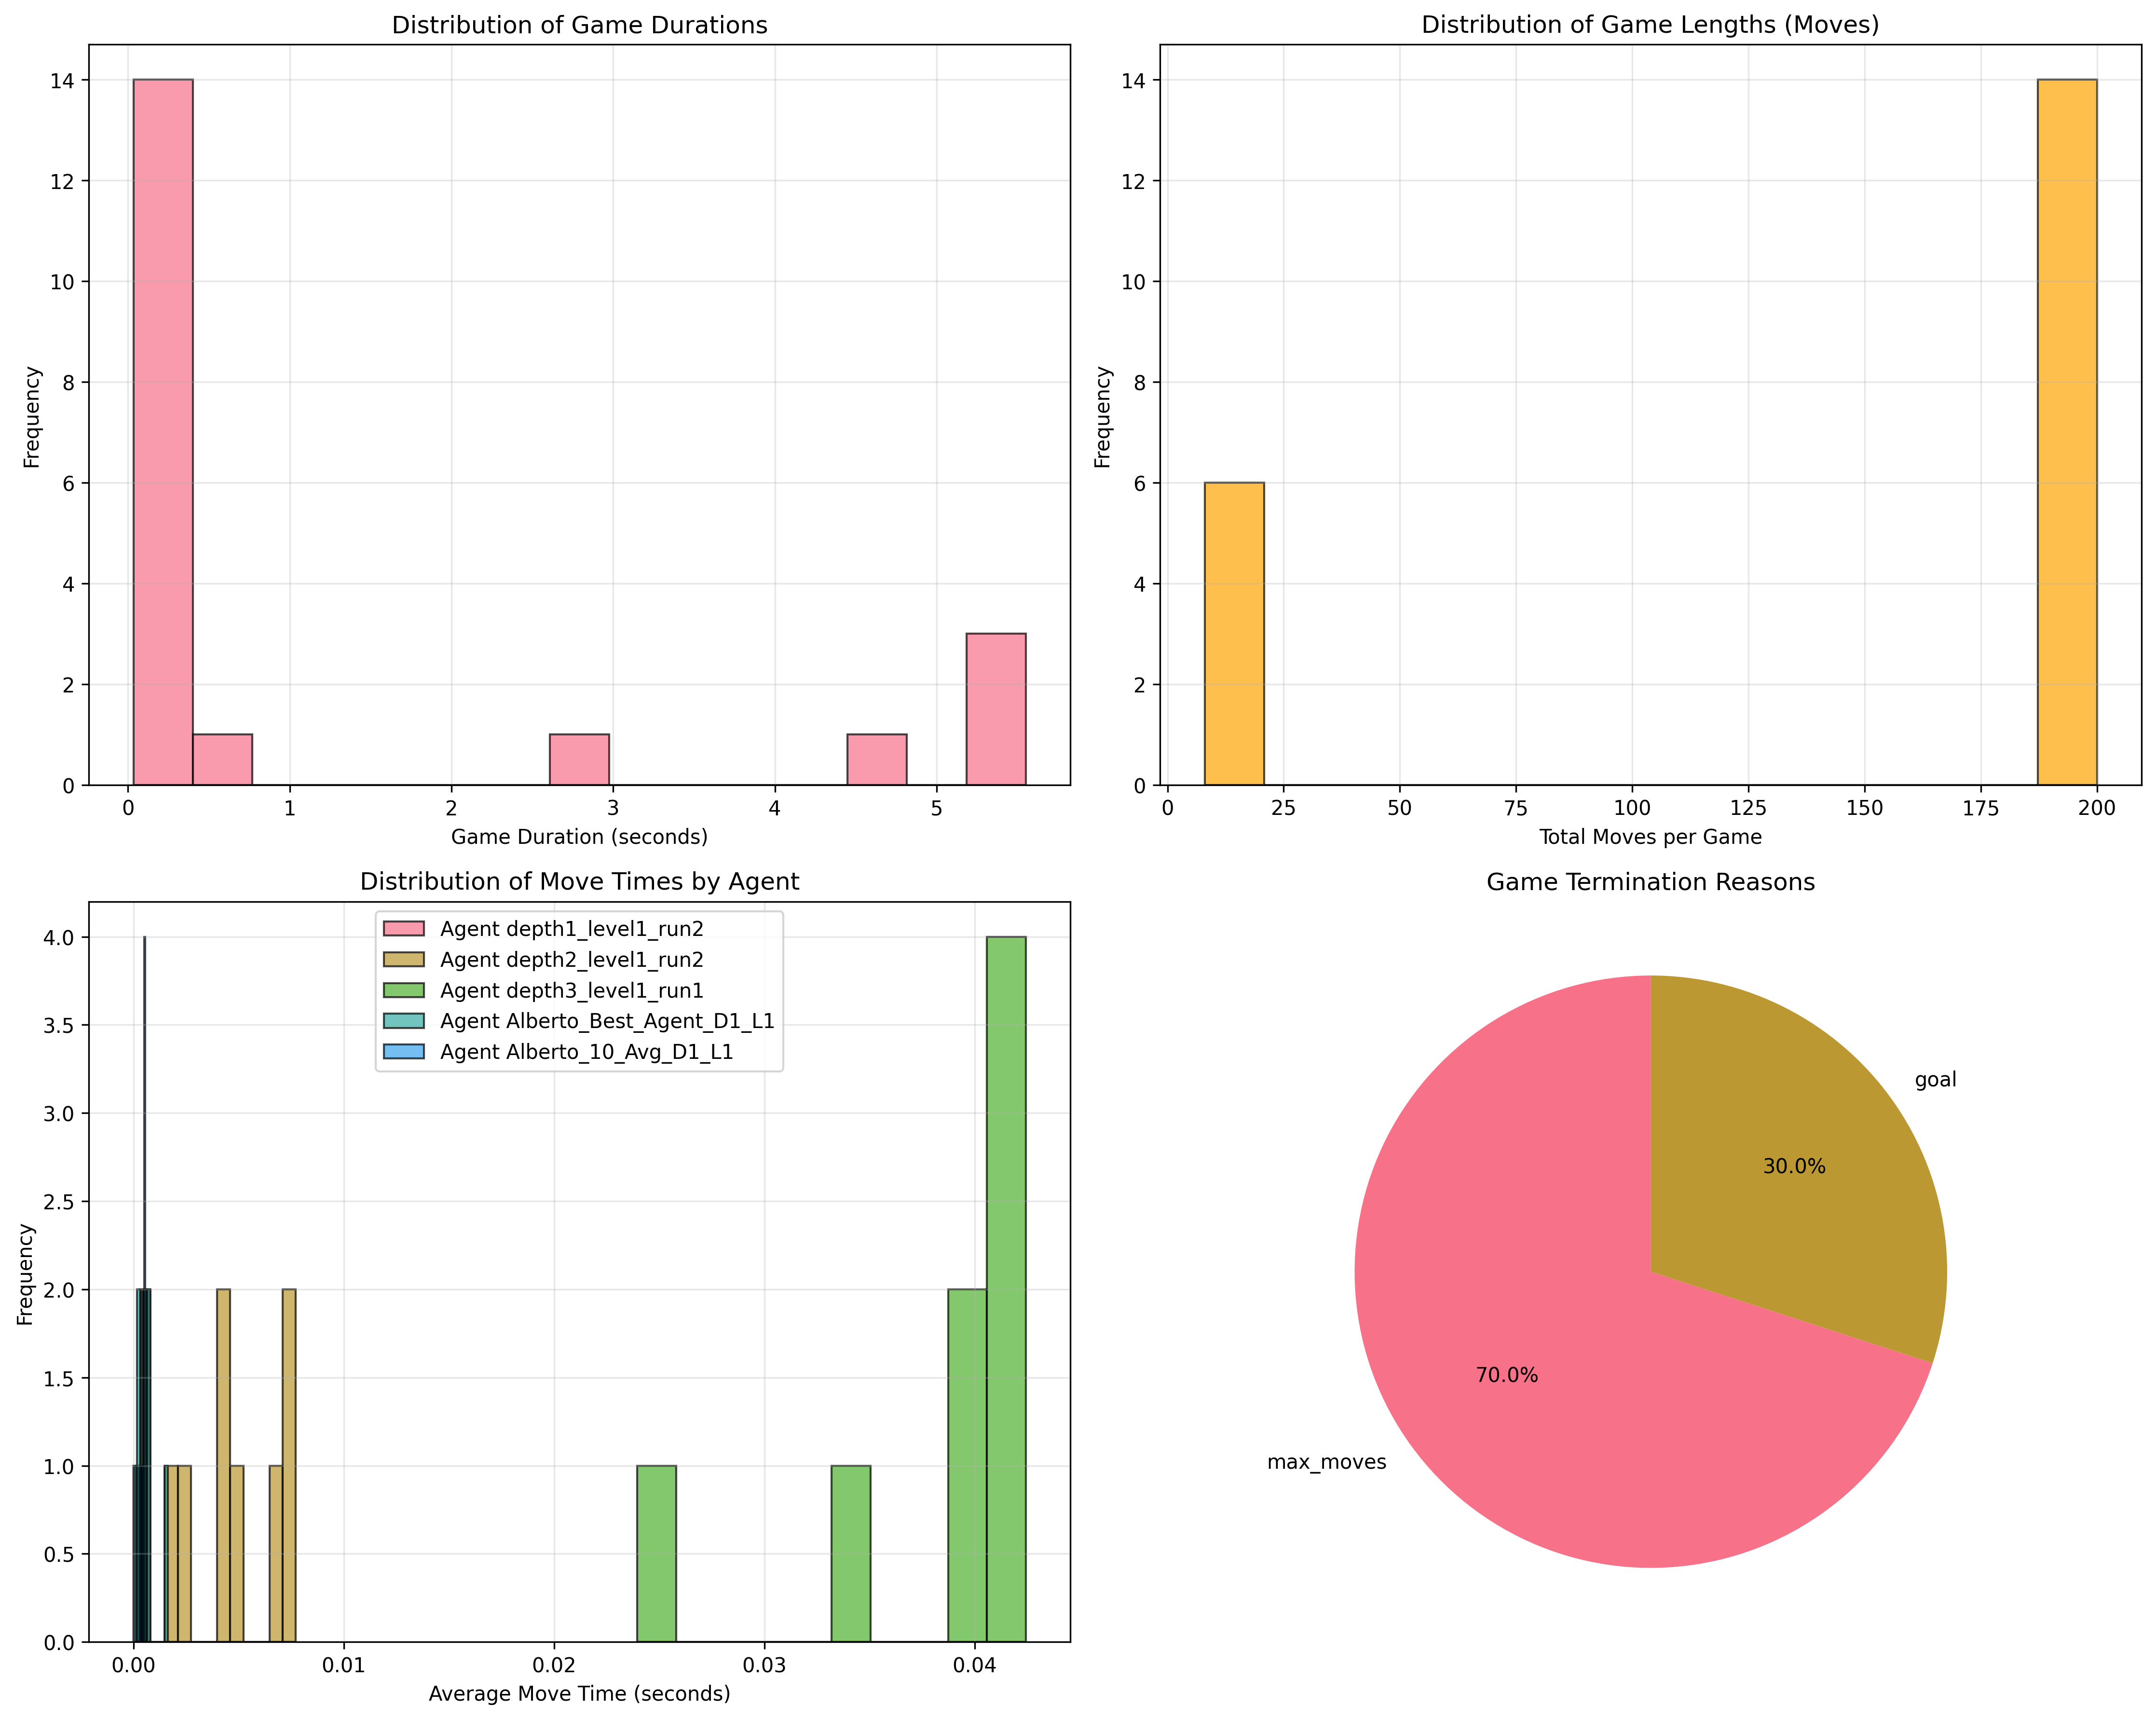 Distribution of Game Durations
14
12
10
8
6
4
2
0
Frequency
0 1 2 3 4 5
Game Duration (seconds)
Distribution of Game Lengths (Moves)
14
12
10
8
6
4
2
0
Frequency
0 25 50 75 100 125 150 175 200
Total Moves per Game
Distribution of Move Times by Agent
Agent depth1_level1_run2
Agent depth2_level1_run2
Agent depth3_level1_run1
Agent Alberto_Best_Agent_D1_L1
Agent Alberto_10_Avg_D1_L1
4.0
3.5
3.0
2.5
2.0
1.5
1.0
0.5
0.0
Frequency
0.00 0.01 0.02 0.03 0.04
Average Move Time (seconds)
Game Termination Reasons
goal
30.0%
70.0%
max_moves